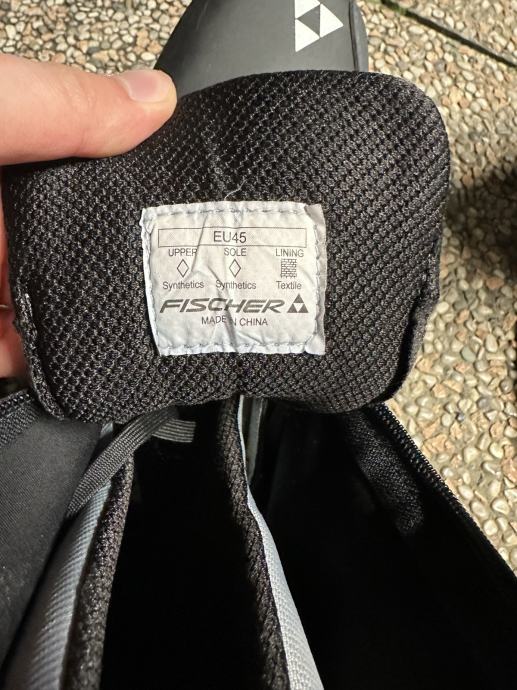 EU45
UPPER SOLE LINING
Synthetics Synthetics Textile
FISCHER
MADE IN CHINA